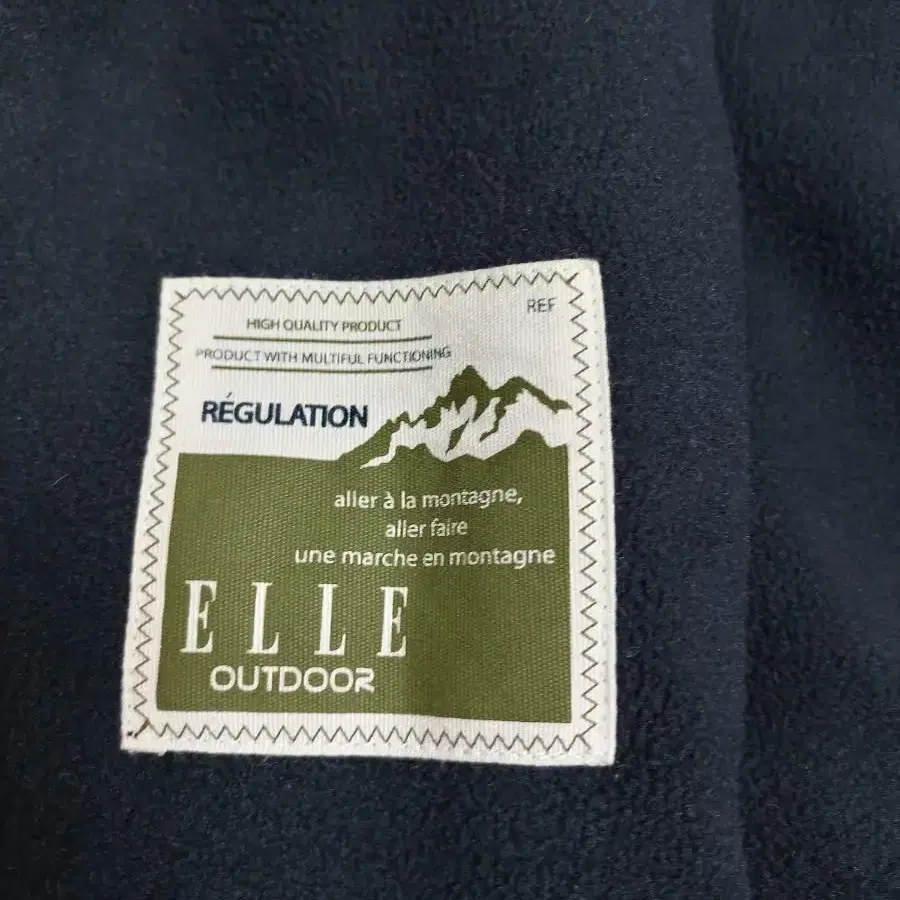 REF
HIGH QUALITY PRODUCT
PRODUCT WITH MULTIFUL FUNCTIONING
RÉGULATION
aller à la montagne,
aller faire
une marche en montagne
ELLE
OUTDOOR